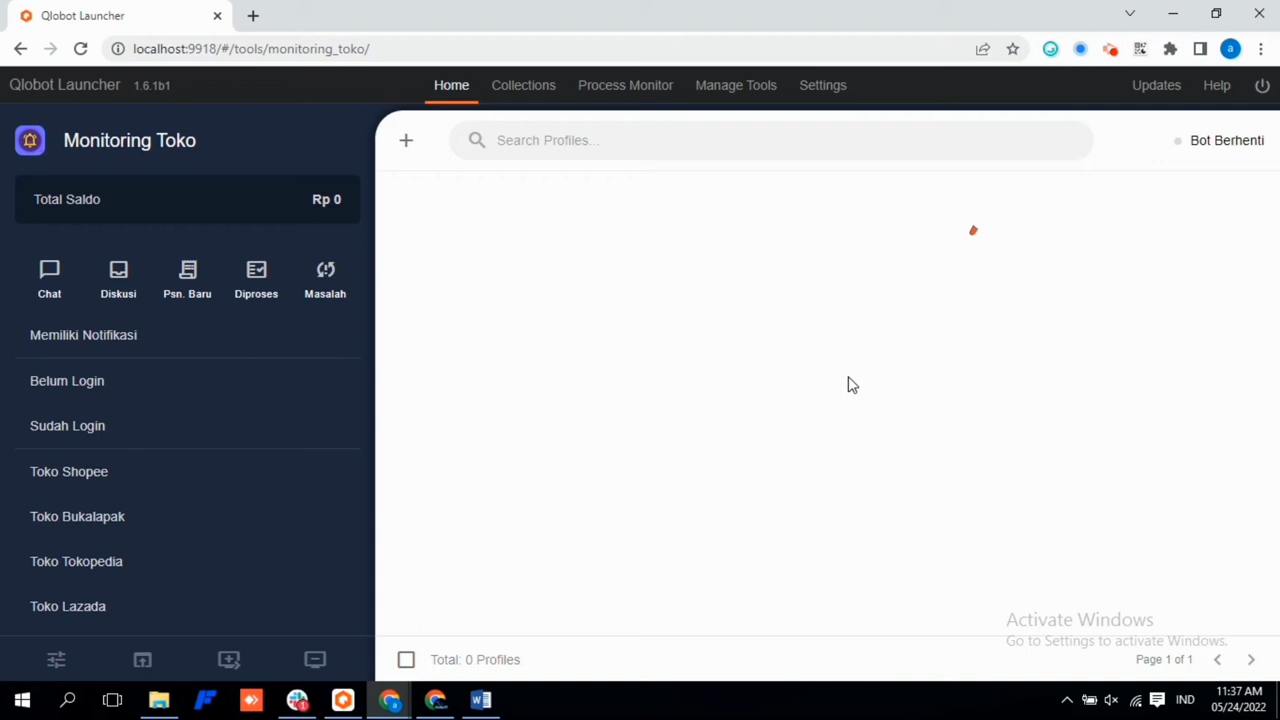 Qlobot Launcher
localhost:9918/#/tools/monitoring_toko/
a
Qlobot Launcher 1.6.1b1 Home Collections Process Monitor Manage Tools Settings Updates Help
Monitoring Toko
Search Profiles...
Bot Berhenti
Total Saldo Rp 0
Chat Diskusi Psn. Baru Diproses Masalah
Memiliki Notifikasi
Belum Login
Sudah Login
Toko Shopee
Toko Bukalapak
Toko Tokopedia
Toko Lazada
Activate Windows
Go to Settings to activate Windows.
Total: 0 Profiles
Page 1 of 1
IND
11:37 AM
05/24/2022